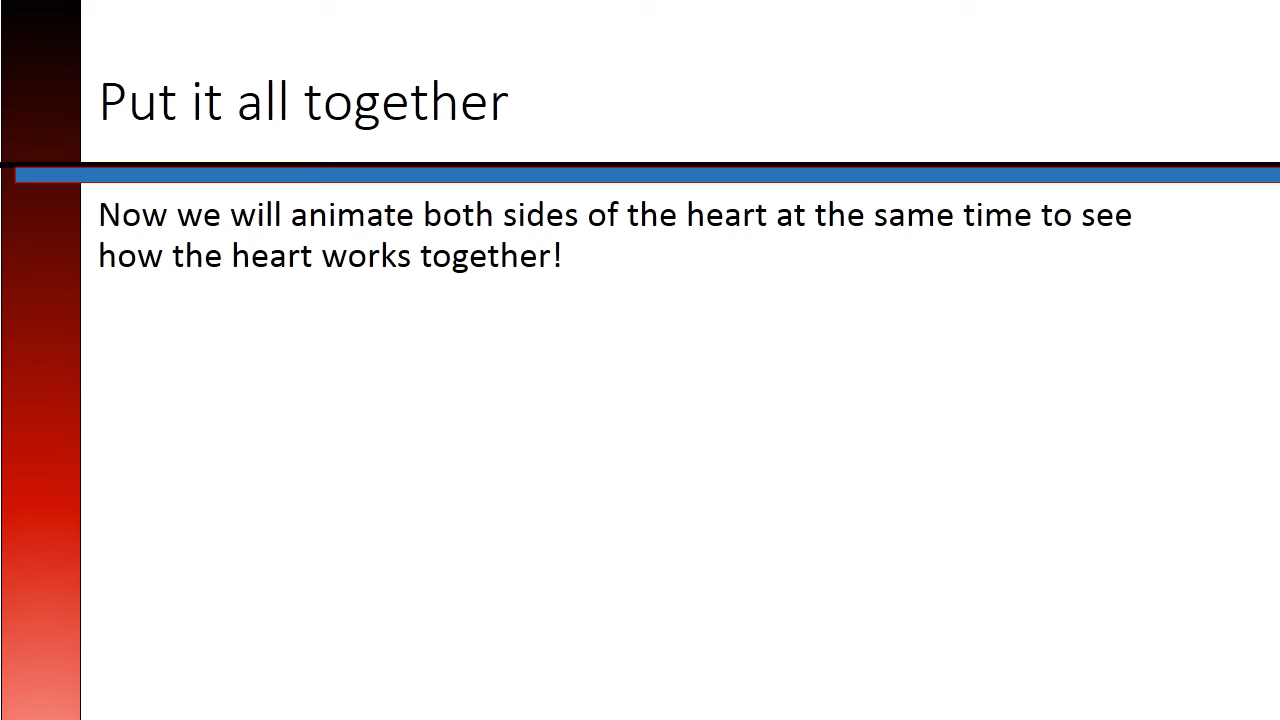 Put it all together
Now we will animate both sides of the heart at the same time to see
how the heart works together!